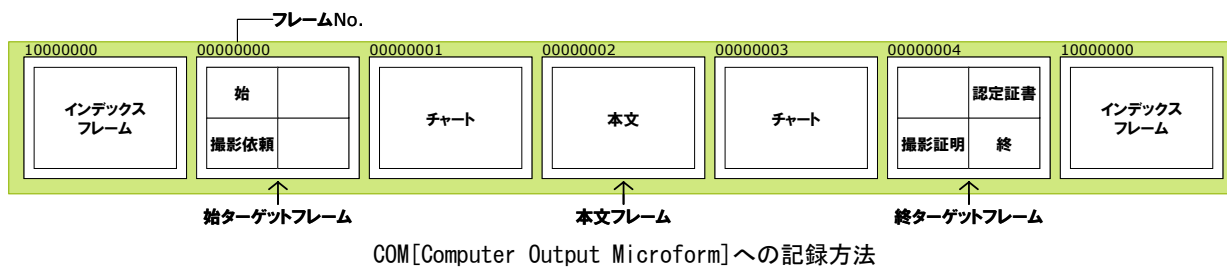 フレームNo.
10000000
00000000
00000001
00000002
00000003
00000004
10000000
インデックス
フレーム
始
撮影依頼
チャート
本文
チャート
認定証書
撮影証明
終
インデックス
フレーム
始ターゲットフレーム
本文フレーム
終ターゲットフレーム
COM[Computer Output Microform]への記録方法